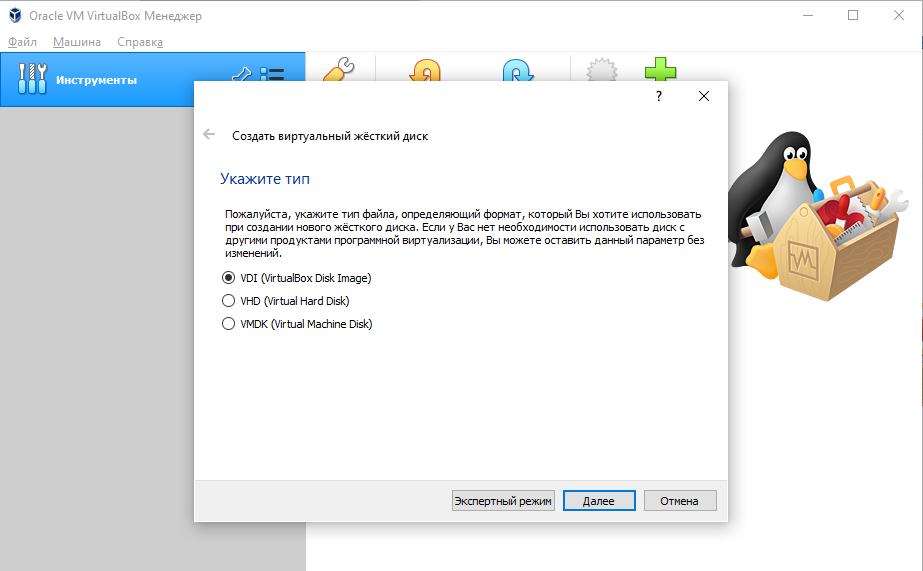 Oracle VM VirtualBox Менеджер
Файл Машина Справка
Инструменты
?
Создать виртуальный жёсткий диск
Укажите тип
Пожалуйста, укажите тип файла, определяющий формат, который Вы хотите использовать
при создании нового жёсткого диска. Если у Вас нет необходимости использовать диск с
другими продуктами программной виртуализации, Вы можете оставить данный параметр без
изменений.
VDI (VirtualBox Disk Image)
VHD (Virtual Hard Disk)
VMDK (Virtual Machine Disk)
Экспертный режим Далее Отмена